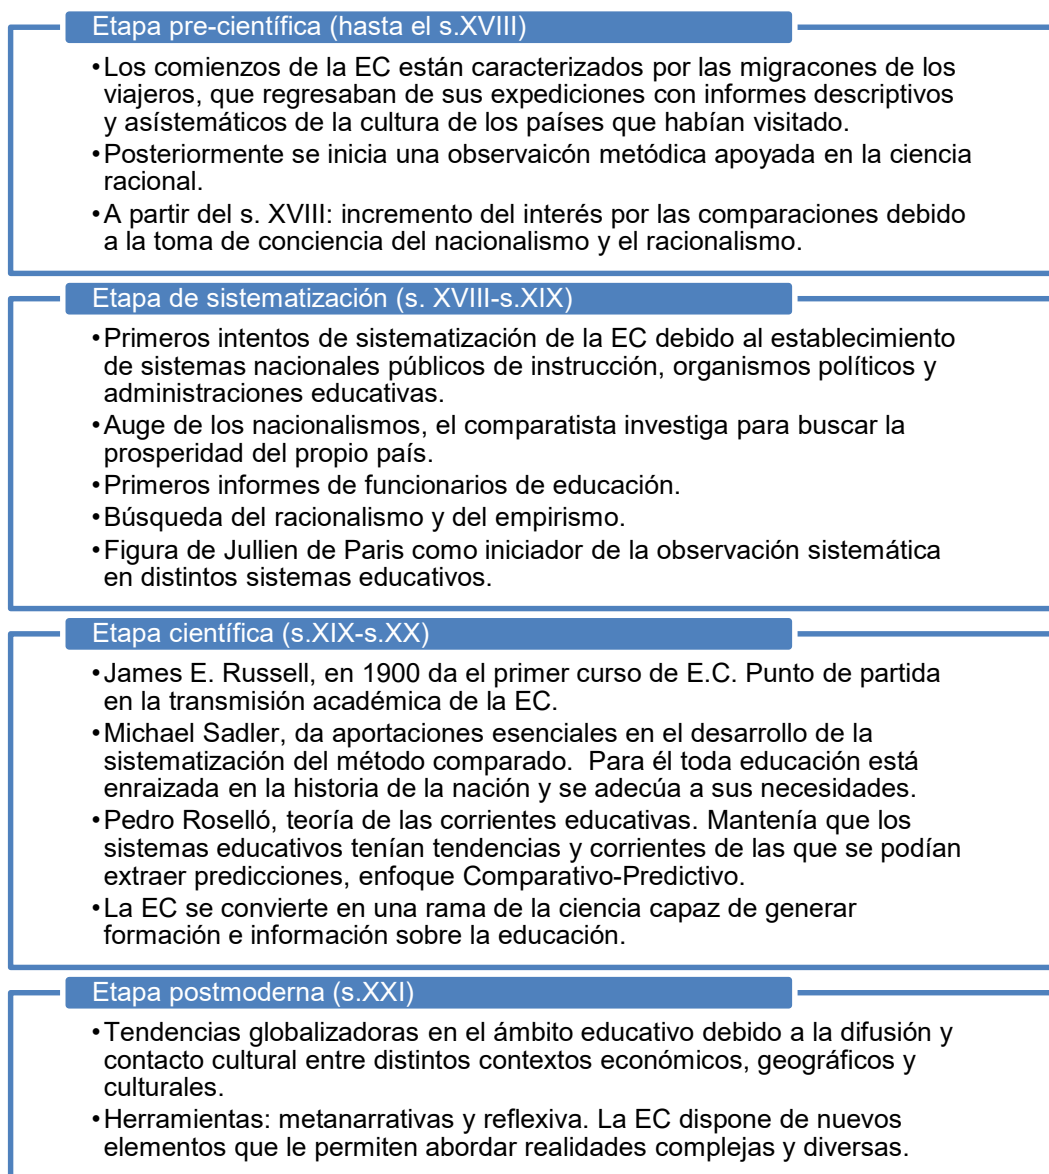 Etapa pre-científica (hasta el s.XVIII)
•Los comienzos de la EC están caracterizados por las migracones de los
viajeros, que regresaban de sus expediciones con informes descriptivos
y asístemáticos de la cultura de los países que habían visitado.
•Posteriormente se inicia una observaicón metódica apoyada en la ciencia
racional.
•A partir del s. XVIII: incremento del interés por las comparaciones debido
a la toma de conciencia del nacionalismo y el racionalismo.
Etapa de sistematización (s. XVIII-s.XIX)
•Primeros intentos de sistematización de la EC debido al establecimiento
de sistemas nacionales públicos de instrucción, organismos políticos y
administraciones educativas.
•Auge de los nacionalismos, el comparatista investiga para buscar la
prosperidad del propio país.
•Primeros informes de funcionarios de educación.
•Búsqueda del racionalismo y del empirismo.
•Figura de Jullien de Paris como iniciador de la observación sistemática
en distintos sistemas educativos.
Etapa científica (s.XIX-s.XX)
•James E. Russell, en 1900 da el primer curso de E.C. Punto de partida
en la transmisión académica de la EC.
•Michael Sadler, da aportaciones esenciales en el desarrollo de la
sistematización del método comparado. Para él toda educación está
enraizada en la historia de la nación y se adecúa a sus necesidades.
•Pedro Roselló, teoría de las corrientes educativas. Mantenía que los
sistemas educativos tenían tendencias y corrientes de las que se podían
extraer predicciones, enfoque Comparativo-Predictivo.
•La EC se convierte en una rama de la ciencia capaz de generar
formación e información sobre la educación.
Etapa postmoderna (s.XXI)
•Tendencias globalizadoras en el ámbito educativo debido a la difusión y
contacto cultural entre distintos contextos económicos, geográficos y
culturales.
•Herramientas: metanarrativas y reflexiva. La EC dispone de nuevos
elementos que le permiten abordar realidades complejas y diversas.